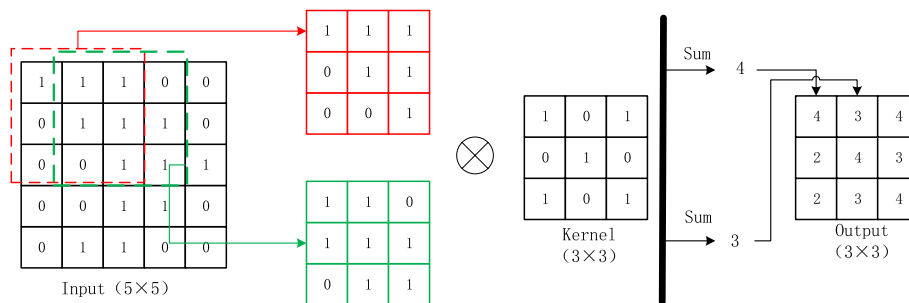 1 1 1 0 0
0 1 1 1 0
0 0 1 1 1
0 0 1 1 0
0 1 1 0 0
Input (5×5)
1 1 1
0 1 1
0 0 1
1 1 0
1 1 1
0 1 1
1 0 1
0 1 0
1 0 1
Kernel
(3×3)
Sum
4
Sum
3
4 3 4
2 4 3
2 3 4
Output
(3×3)